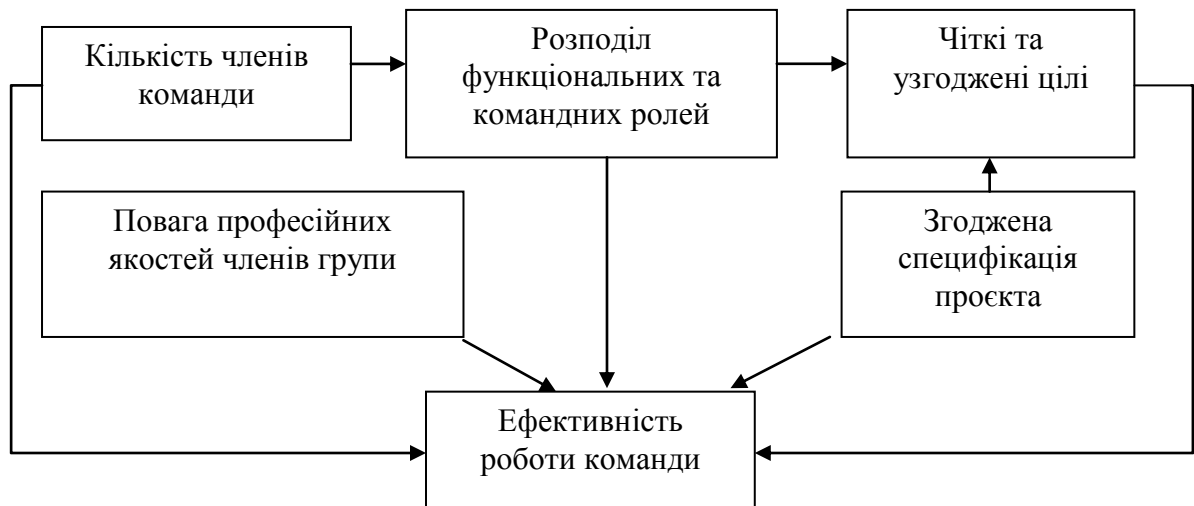 Кількість членів
команди
Розподіл
функціональних та
командних ролей
Чіткі та
узгоджені цілі
Повага професійних
якостей членів групи
Згоджена
специфікація
проєкта
Ефективність
роботи команди